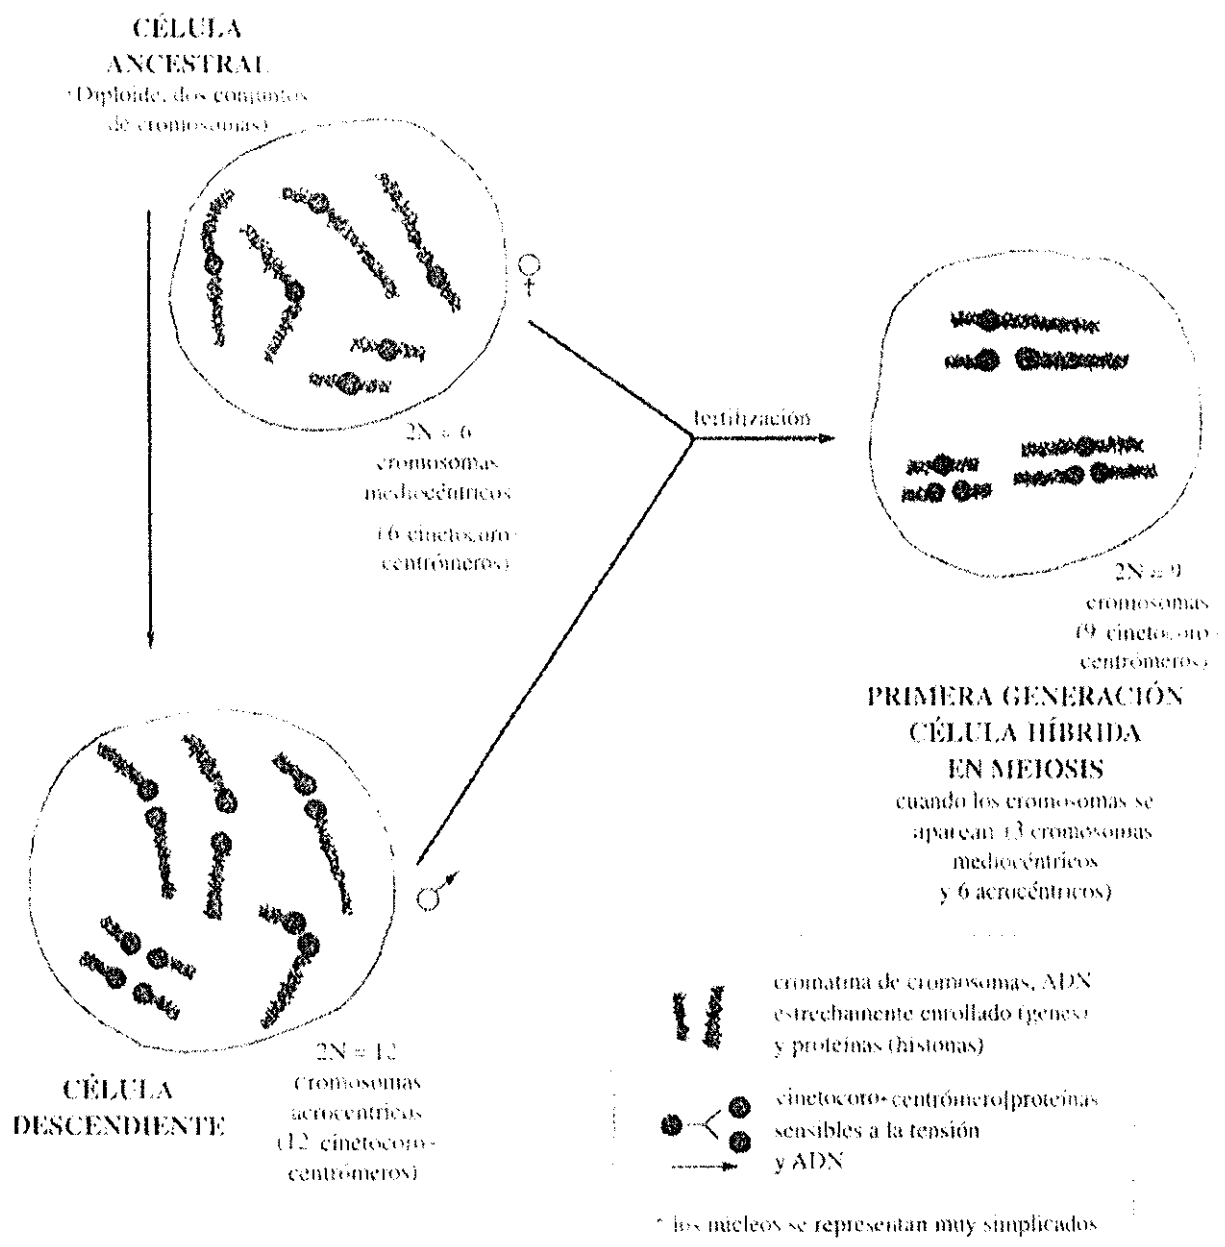 CÉLULA
ANCESTRAL
(Diploide, dos conjuntos
de cromosomas)
♀
2N = 6
cromosomas
mediocéntricos
(6 cinetocoro-
centrómeros)
fertilización
2N = 9
cromosomas
(9 cinetocoro-
centrómeros)
PRIMERA GENERACIÓN
CÉLULA HÍBRIDA
EN MEIOSIS
cuando los cromosomas se
aparean (3 cromosomas
mediocéntricos
y 6 acrocéntricos)
♂
2N = 12
cromosomas
acrocentricos
(12 cinetocoro-
centrómeros)
CÉLULA
DESCENDIENTE
cromatina de cromosomas, ADN
estrechamente enrollado (genes)
y proteínas (histonas)
cinetocoro-centrómero[proteínas
sensibles a la tensión
y ADN
* los núcleos se representan muy simplicados